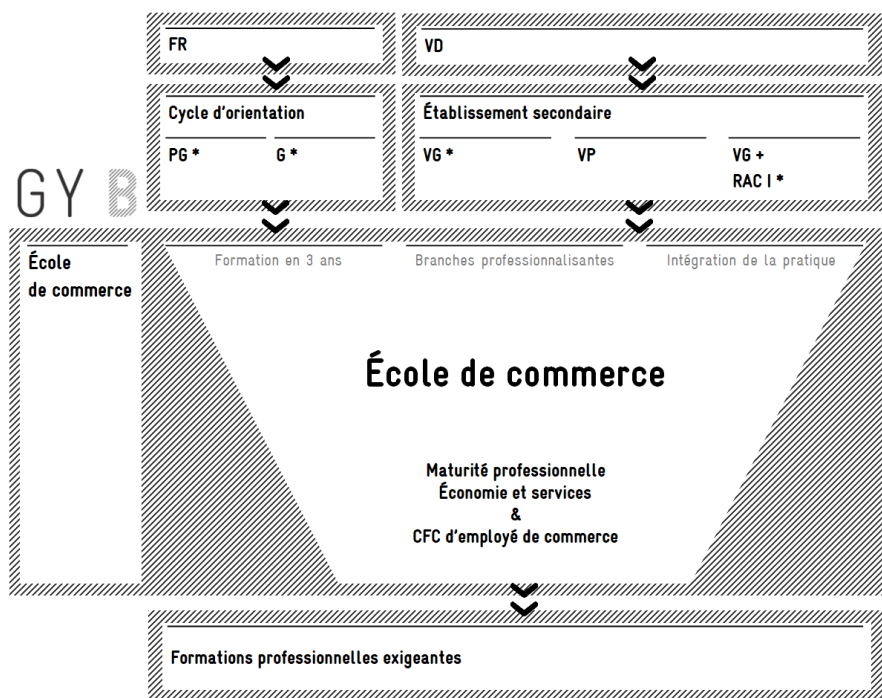 FR
VD
Cycle d'orientation
Établissement secondaire
PG *
G *
VG *
VP
VG +
RAC I *
GY B
École
de commerce
Formation en 3 ans
Branches professionnalisantes
Intégration de la pratique
École de commerce
Maturité professionnelle
Économie et services
&
CFC d'employé de commerce
Formations professionnelles exigeantes